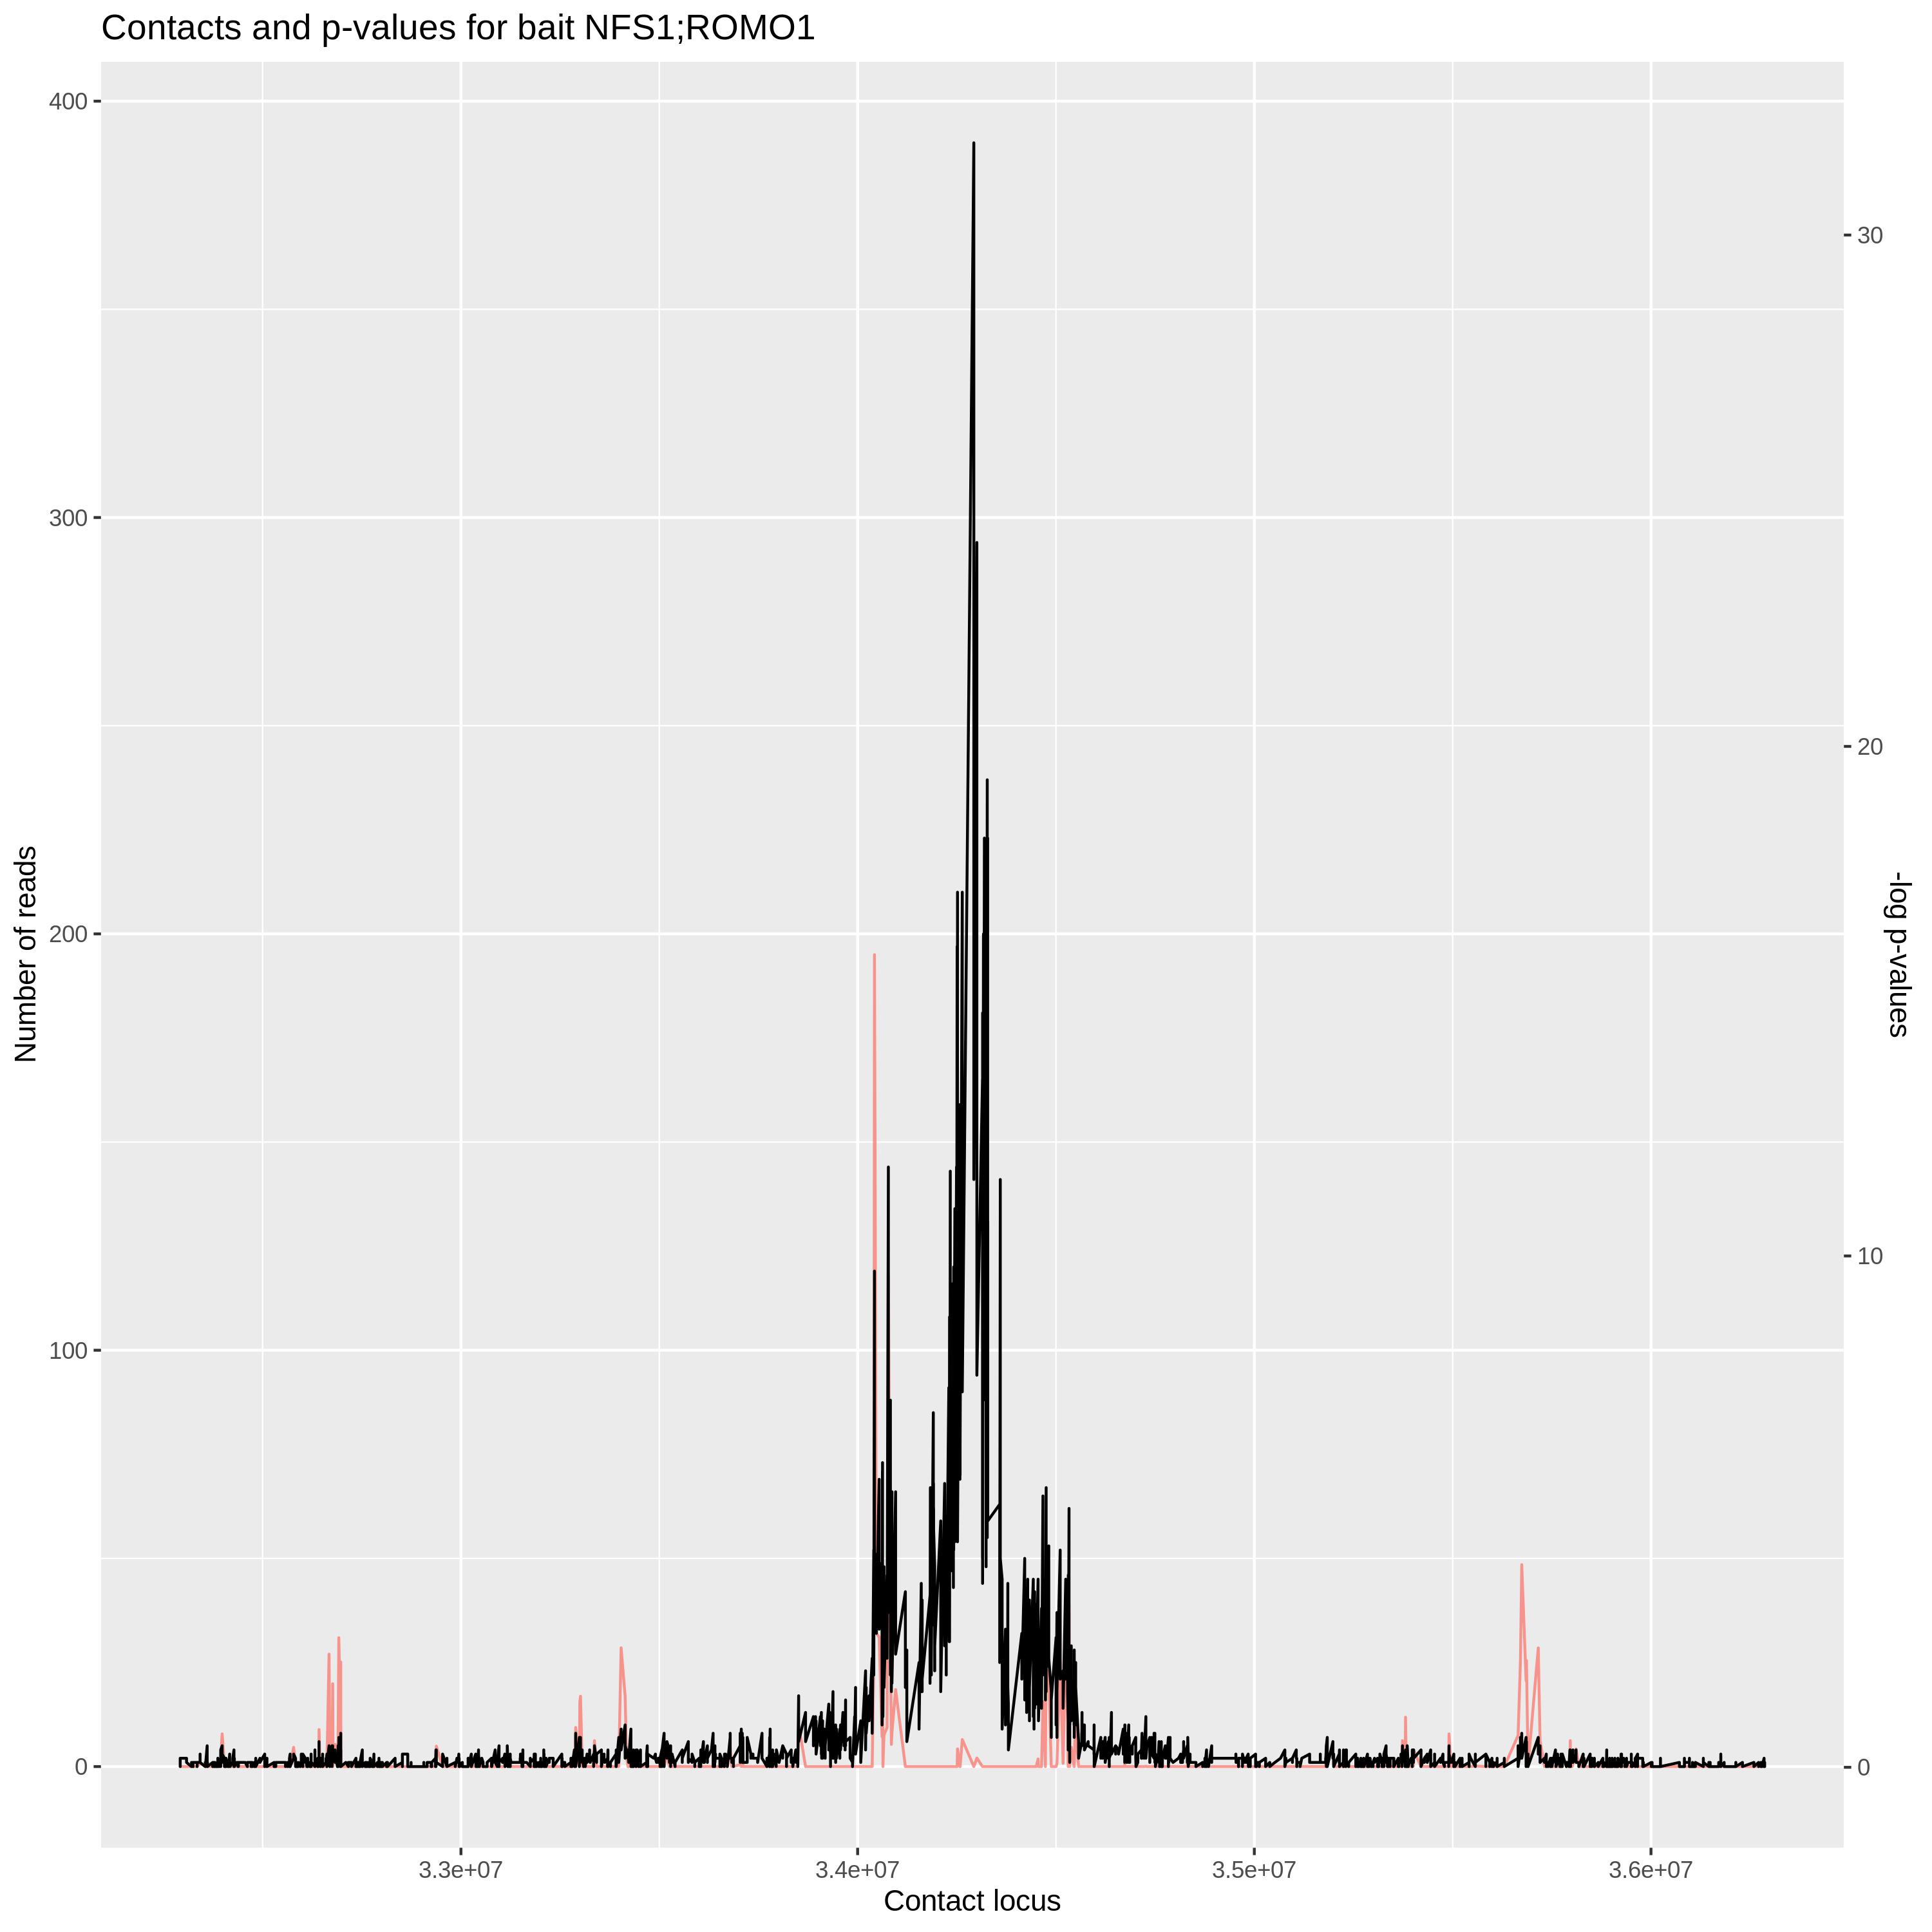 Contacts and p-values for bait NFS1;ROMO1
400
300
200
100
0
Number of reads
30
20
10
0
-log p-values
3.3e+07
3.4e+07
3.5e+07
3.6e+07
Contact locus